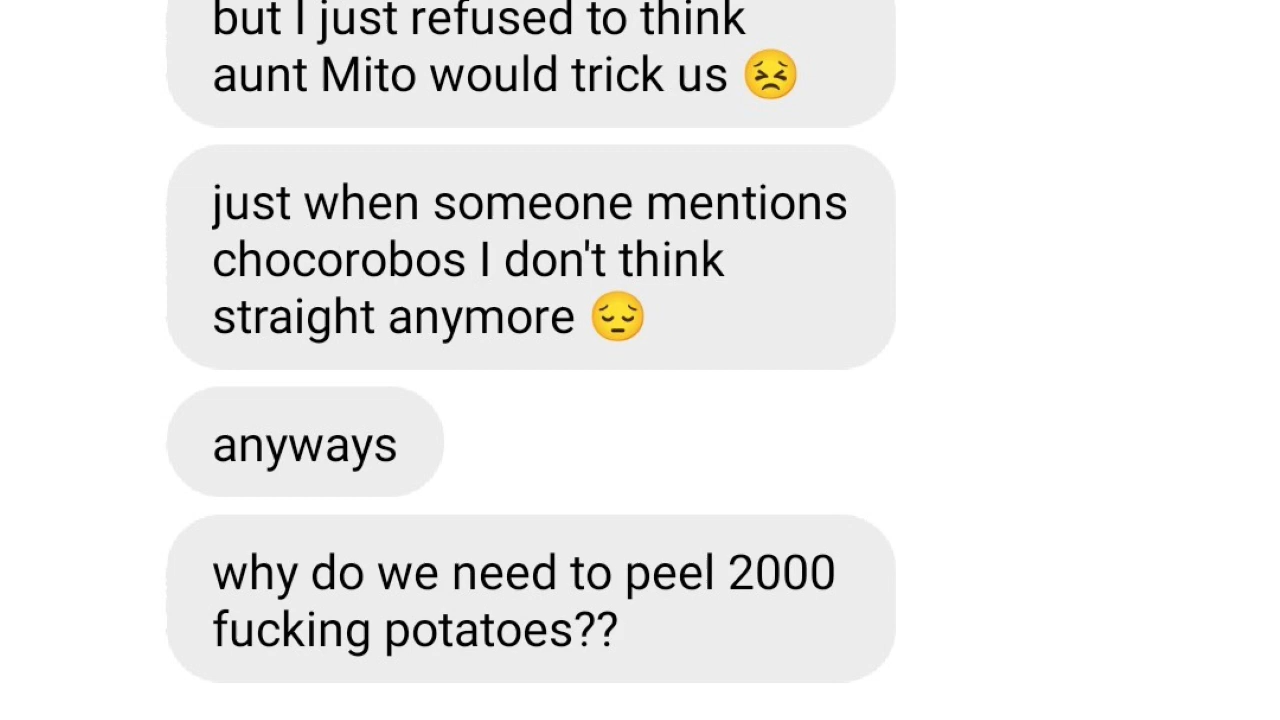 but I just refused to think
aunt Mito would trick us 😣
just when someone mentions
chocorobos I don't think
straight anymore 😔
anyways
why do we need to peel 2000
fucking potatoes??